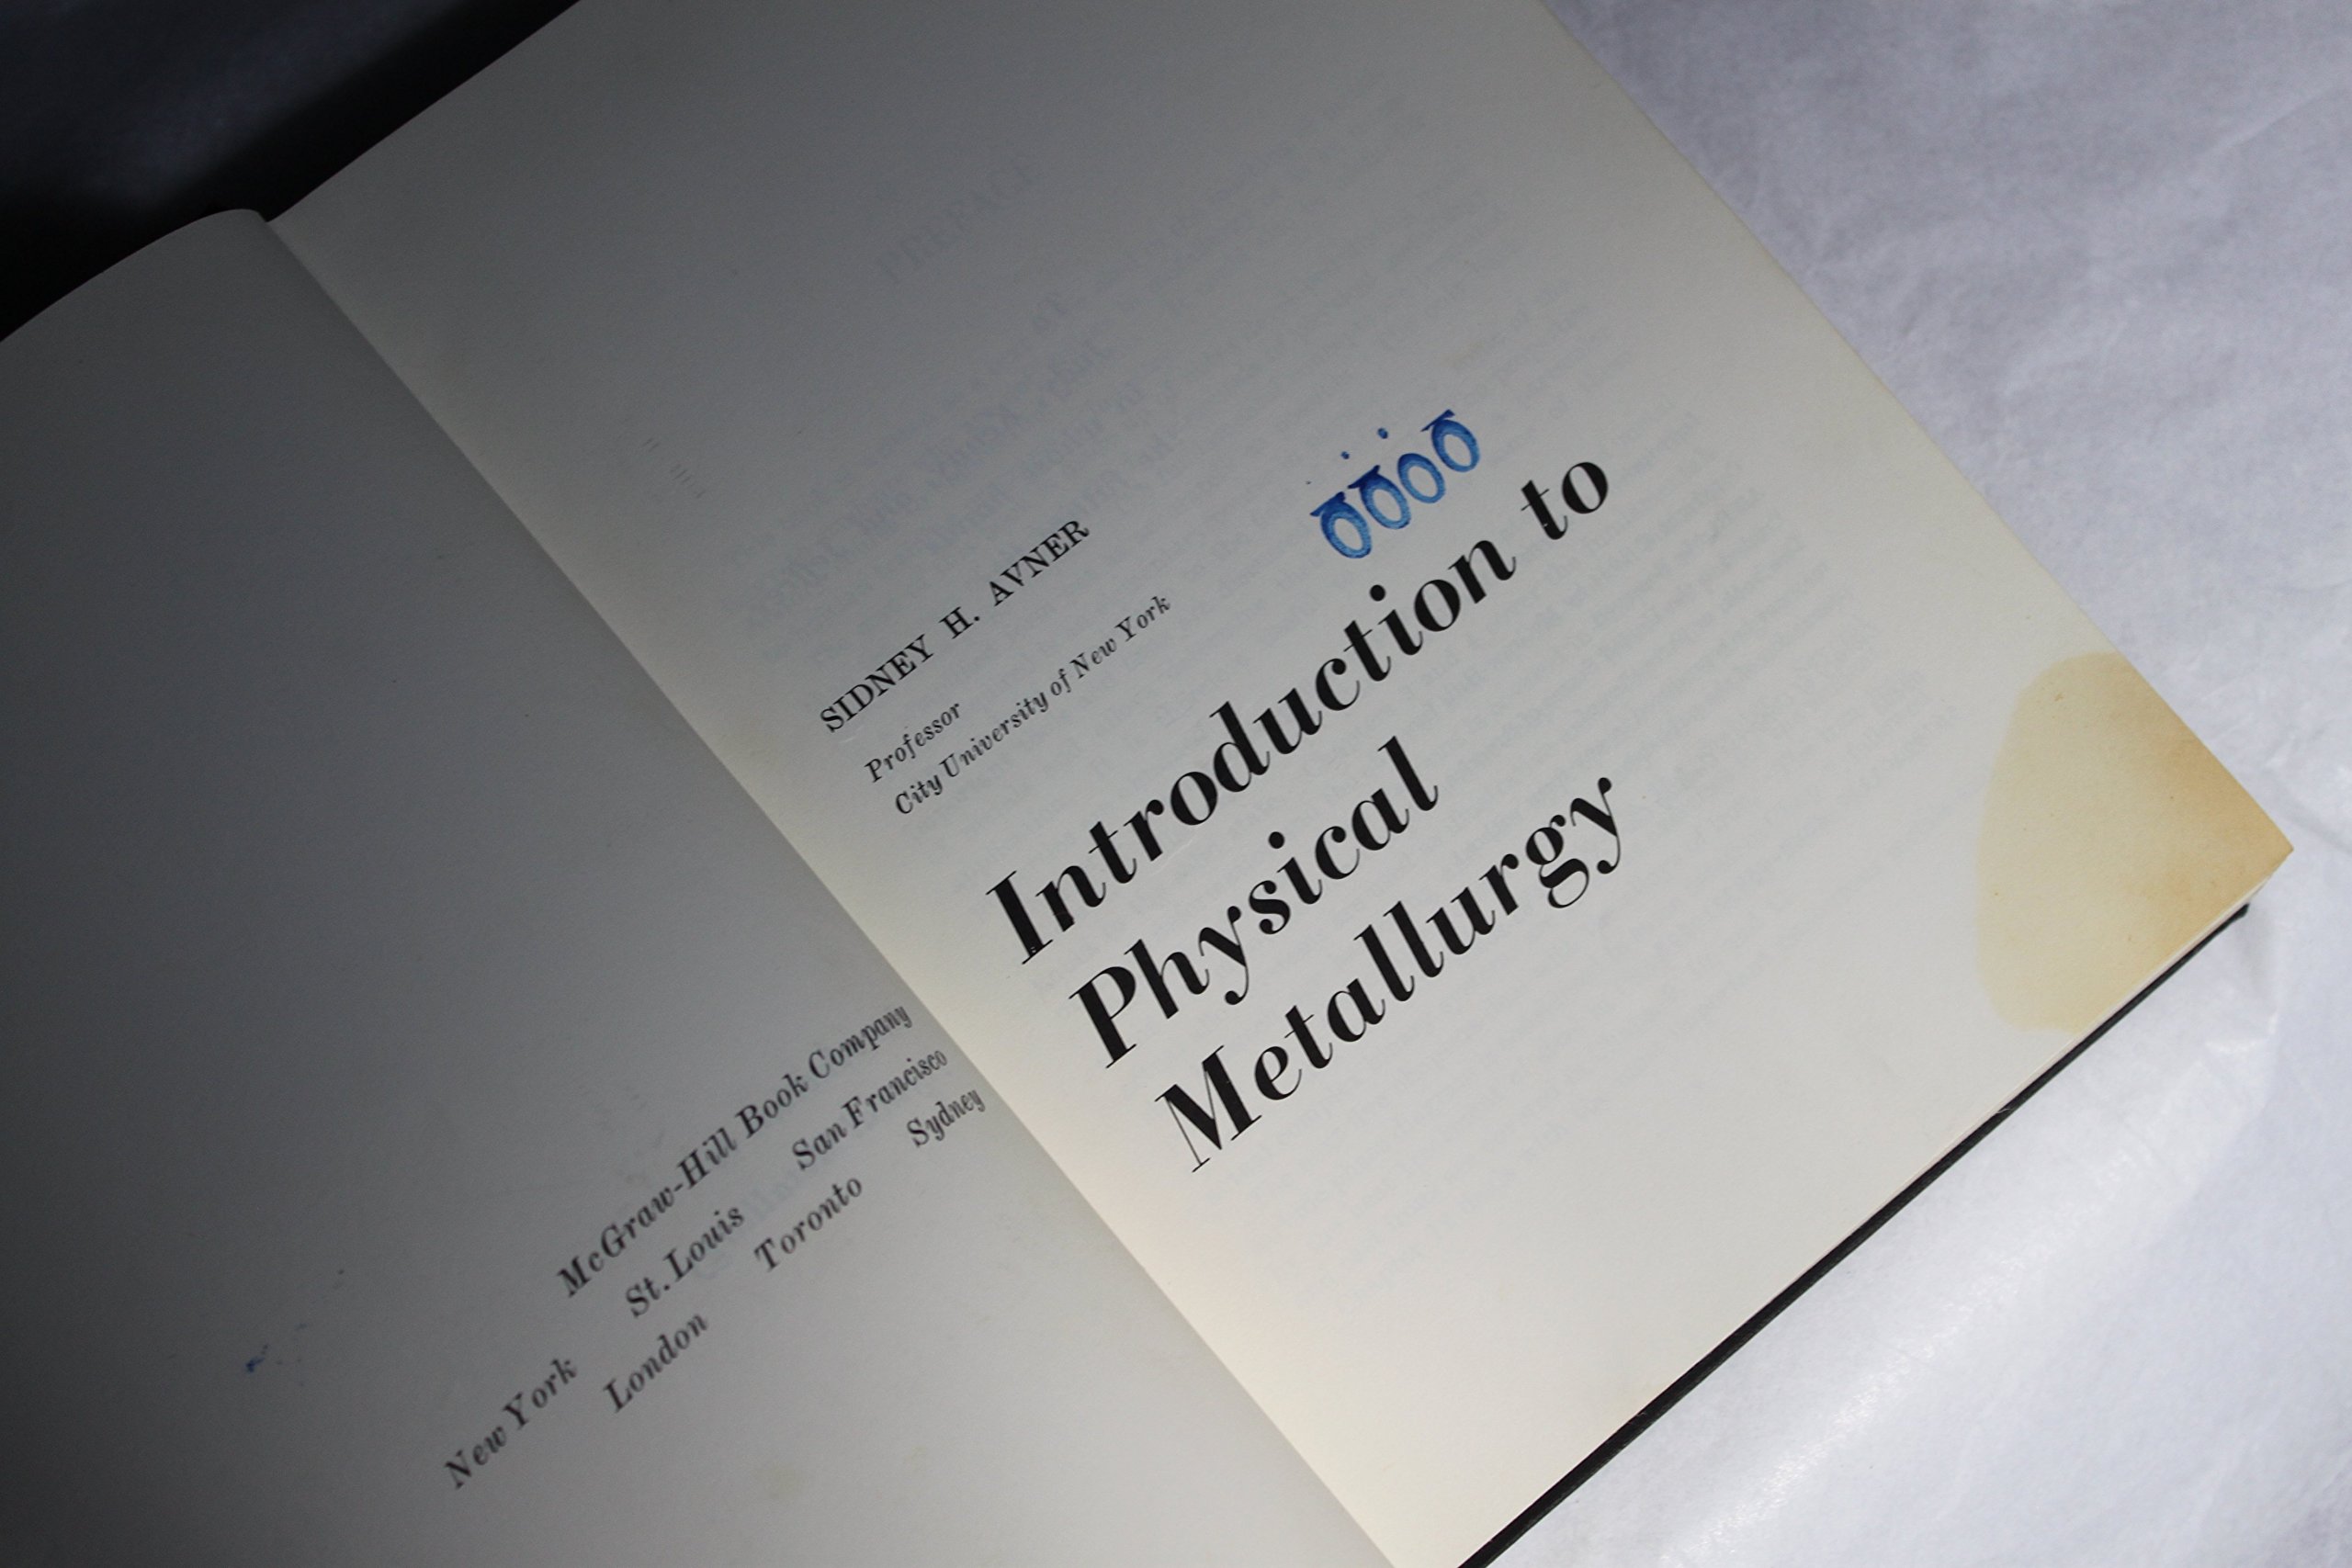 McGraw-Hill Book Company
New York St. Louis San Francisco
London Toronto Sydney
SIDNEY H. AVNER
Professor
City University of New York
Introduction to
Physical
Metallurgy